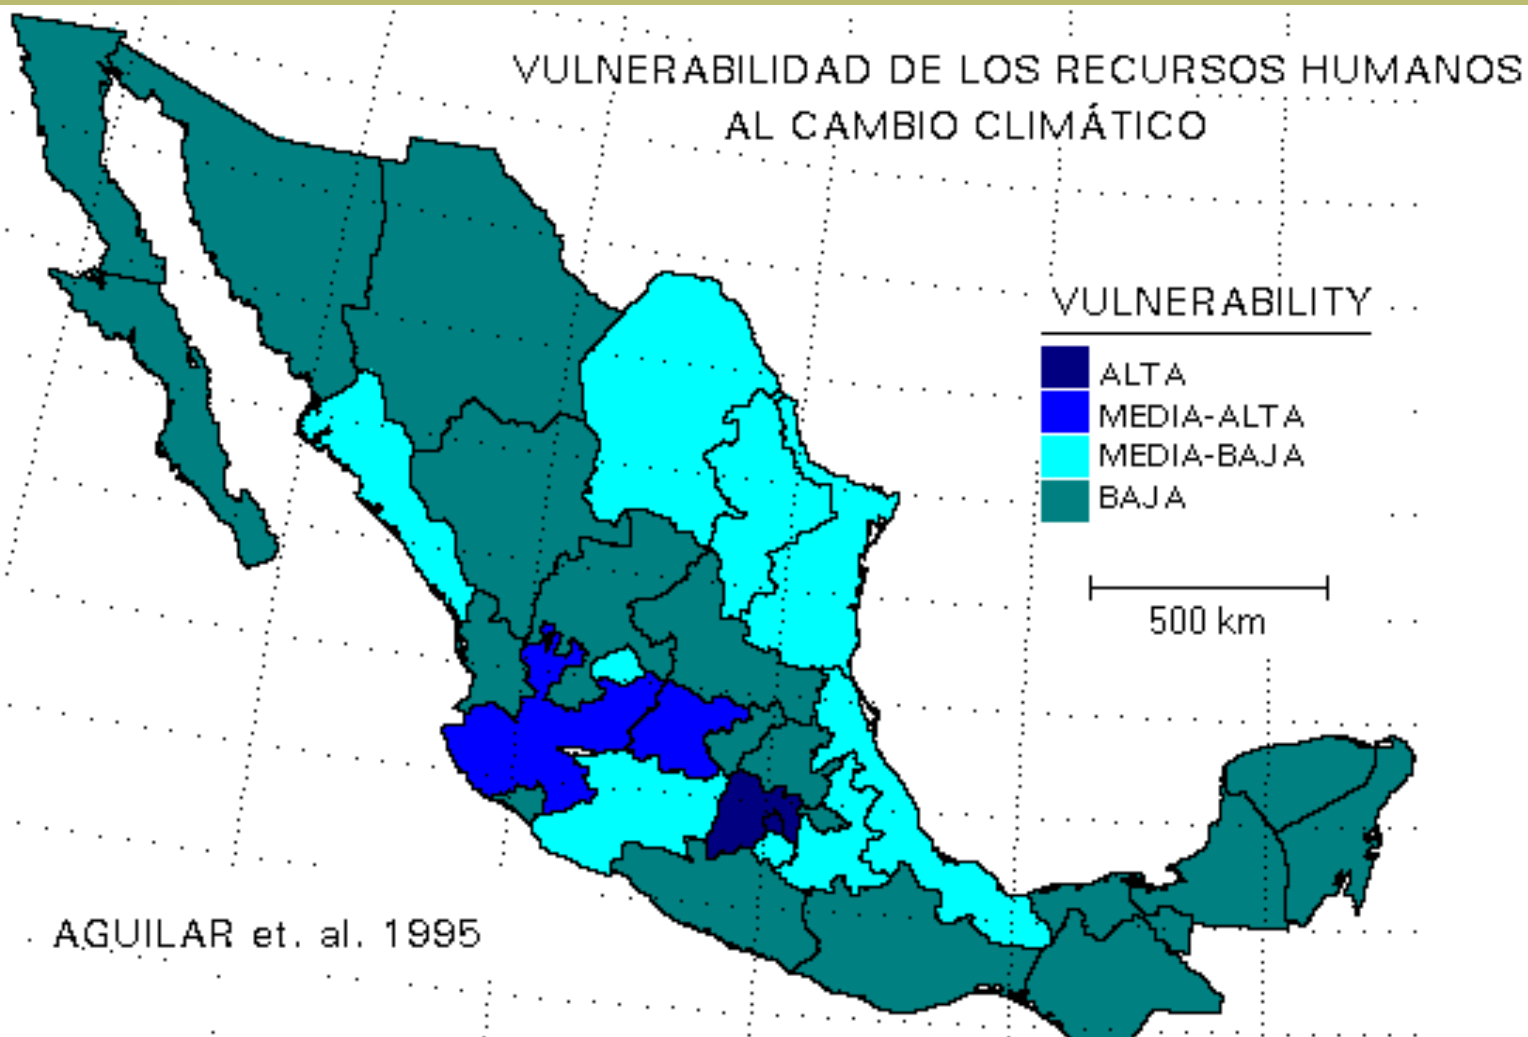 VULNERABILIDAD DE LOS RECURSOS HUMANOS
AL CAMBIO CLIMÁTICO
VULNERABILITY
ALTA
MEDIA-ALTA
MEDIA-BAJA
BAJA
500 km
AGUILAR et. al. 1995